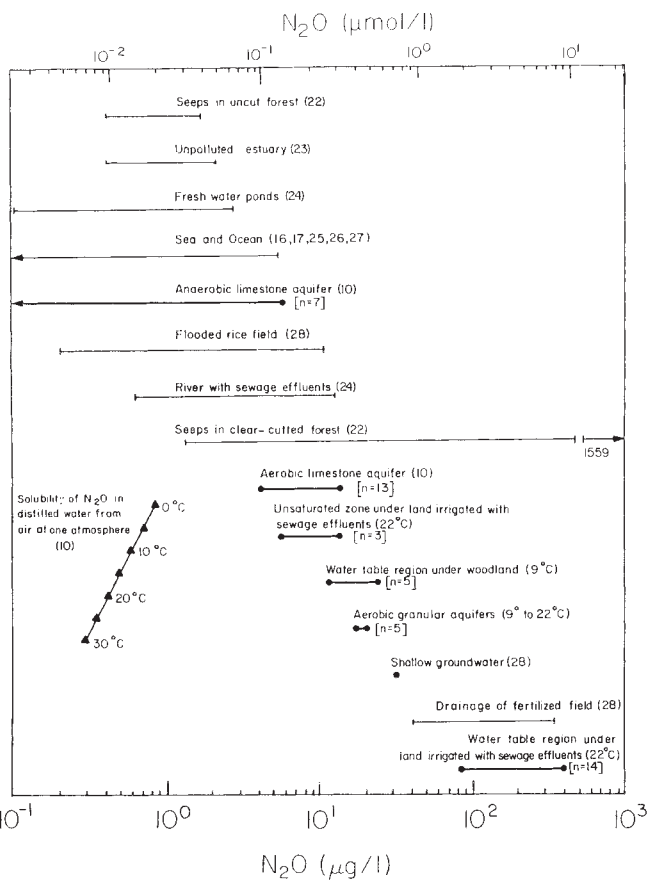 N₂O (μmol/l)
10⁻² 10⁻¹ 10⁰ 10¹
Seeps in uncut forest (22)
Unpolluted estuary (23)
Fresh water ponds (24)
Sea and Ocean (16,17,25,26,27)
Anaerobic limestone aquifer (10)
[n=7]
Flooded rice field (28)
River with sewage effluents (24)
Seeps in clear-cutted forest (22)
1559
Aerobic limestone aquifer (10)
[n=13]
Solubility of N₂O in
distilled water from
air at one atmosphere
(10)
0°C
10°C
20°C
30°C
Unsaturated zone under land irrigated with
sewage effluents (22°C)
[n=3]
Water table region under woodland (9°C)
[n=5]
Aerobic granular aquifers (9° to 22°C)
[n=5]
Shallow groundwater (28)
Drainage of fertilized field (28)
Water table region under
land irrigated with sewage effluents (22°C)
[n=14]
10⁻¹ 10⁰ 10¹ 10² 10³
N₂O (μg/l)